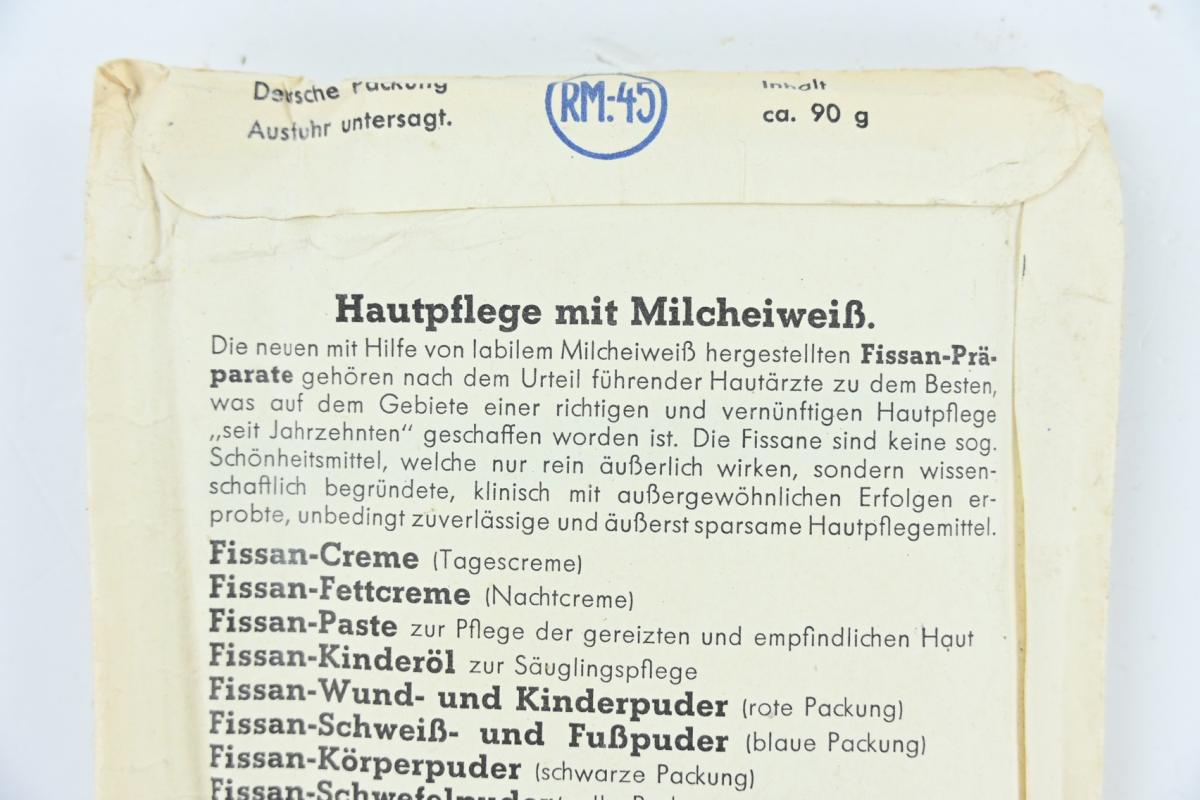 Deutsche Packung
Ausfuhr untersagt.
RM.-45
Inhalt
ca. 90 g
Hautpflege mit Milcheiweiß.
Die neuen mit Hilfe von labilem Milcheiweiß hergestellten Fissan-Prä-
parate gehören nach dem Urteil führender Hautärzte zu dem Besten,
was auf dem Gebiete einer richtigen und vernünftigen Hautpflege
„seit Jahrzehnten" geschaffen worden ist. Die Fissane sind keine sog.
Schönheitsmittel, welche nur rein äußerlich wirken, sondern wissen-
schaftlich begründete, klinisch mit außergewöhnlichen Erfolgen er-
probte, unbedingt zuverlässige und äußerst sparsame Hautpflegemittel.
Fissan-Creme (Tagescreme)
Fissan-Fettcreme (Nachtcreme)
Fissan-Paste zur Pflege der gereizten und empfindlichen Haut
Fissan-Kinderöl zur Säuglingspflege
Fissan-Wund- und Kinderpuder (rote Packung)
Fissan-Schweiß- und Fußpuder (blaue Packung)
Fissan-Körperpuder (schwarze Packung)
Fissan-Schwefelpuder